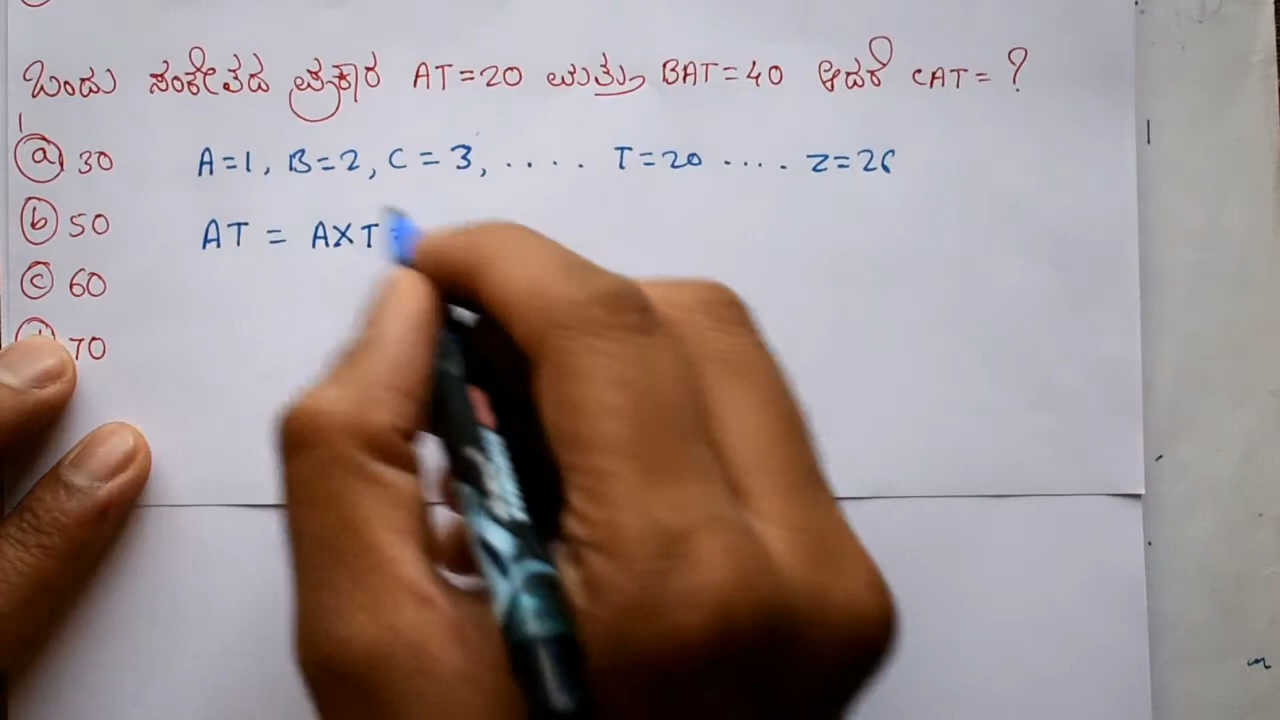 ಒಂದು ಸಂಕೇತದ ಪ್ರಕಾರ AT=20 ಮತ್ತು BAT=40 ಆದರೆ CAT= ?
(a) 30
A=1, B=2, C=3, .... T=20 .... Z=26
(b) 50
AT = A×T =
(c) 60
70